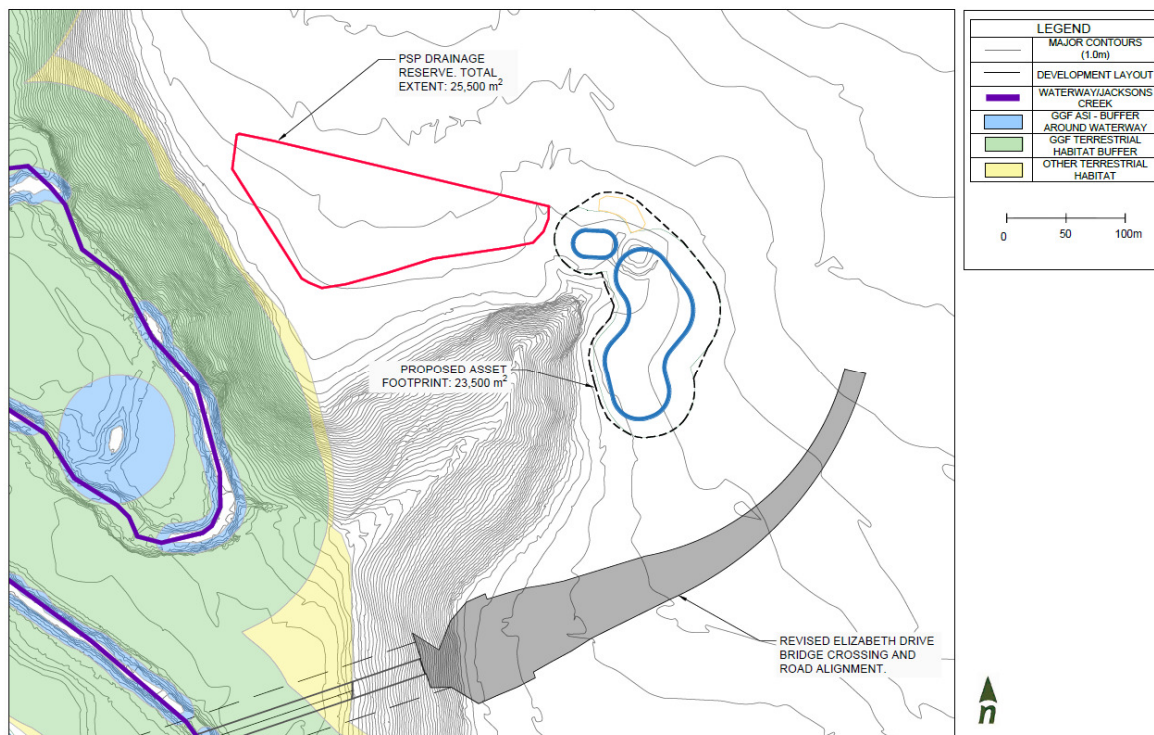 PSP DRAINAGE
RESERVE. TOTAL
EXTENT: 25,500 m²
PROPOSED ASSET
FOOTPRINT: 23,500 m²
REVISED ELIZABETH DRIVE
BRIDGE CROSSING AND
ROAD ALIGNMENT.
LEGEND
MAJOR CONTOURS
(1.0m)
DEVELOPMENT LAYOUT
WATERWAY/JACKSONS
CREEK
GGF ASI - BUFFER
AROUND WATERWAY
GGF TERRESTRIAL
HABITAT BUFFER
OTHER TERRESTRIAL
HABITAT
0 50 100m
n